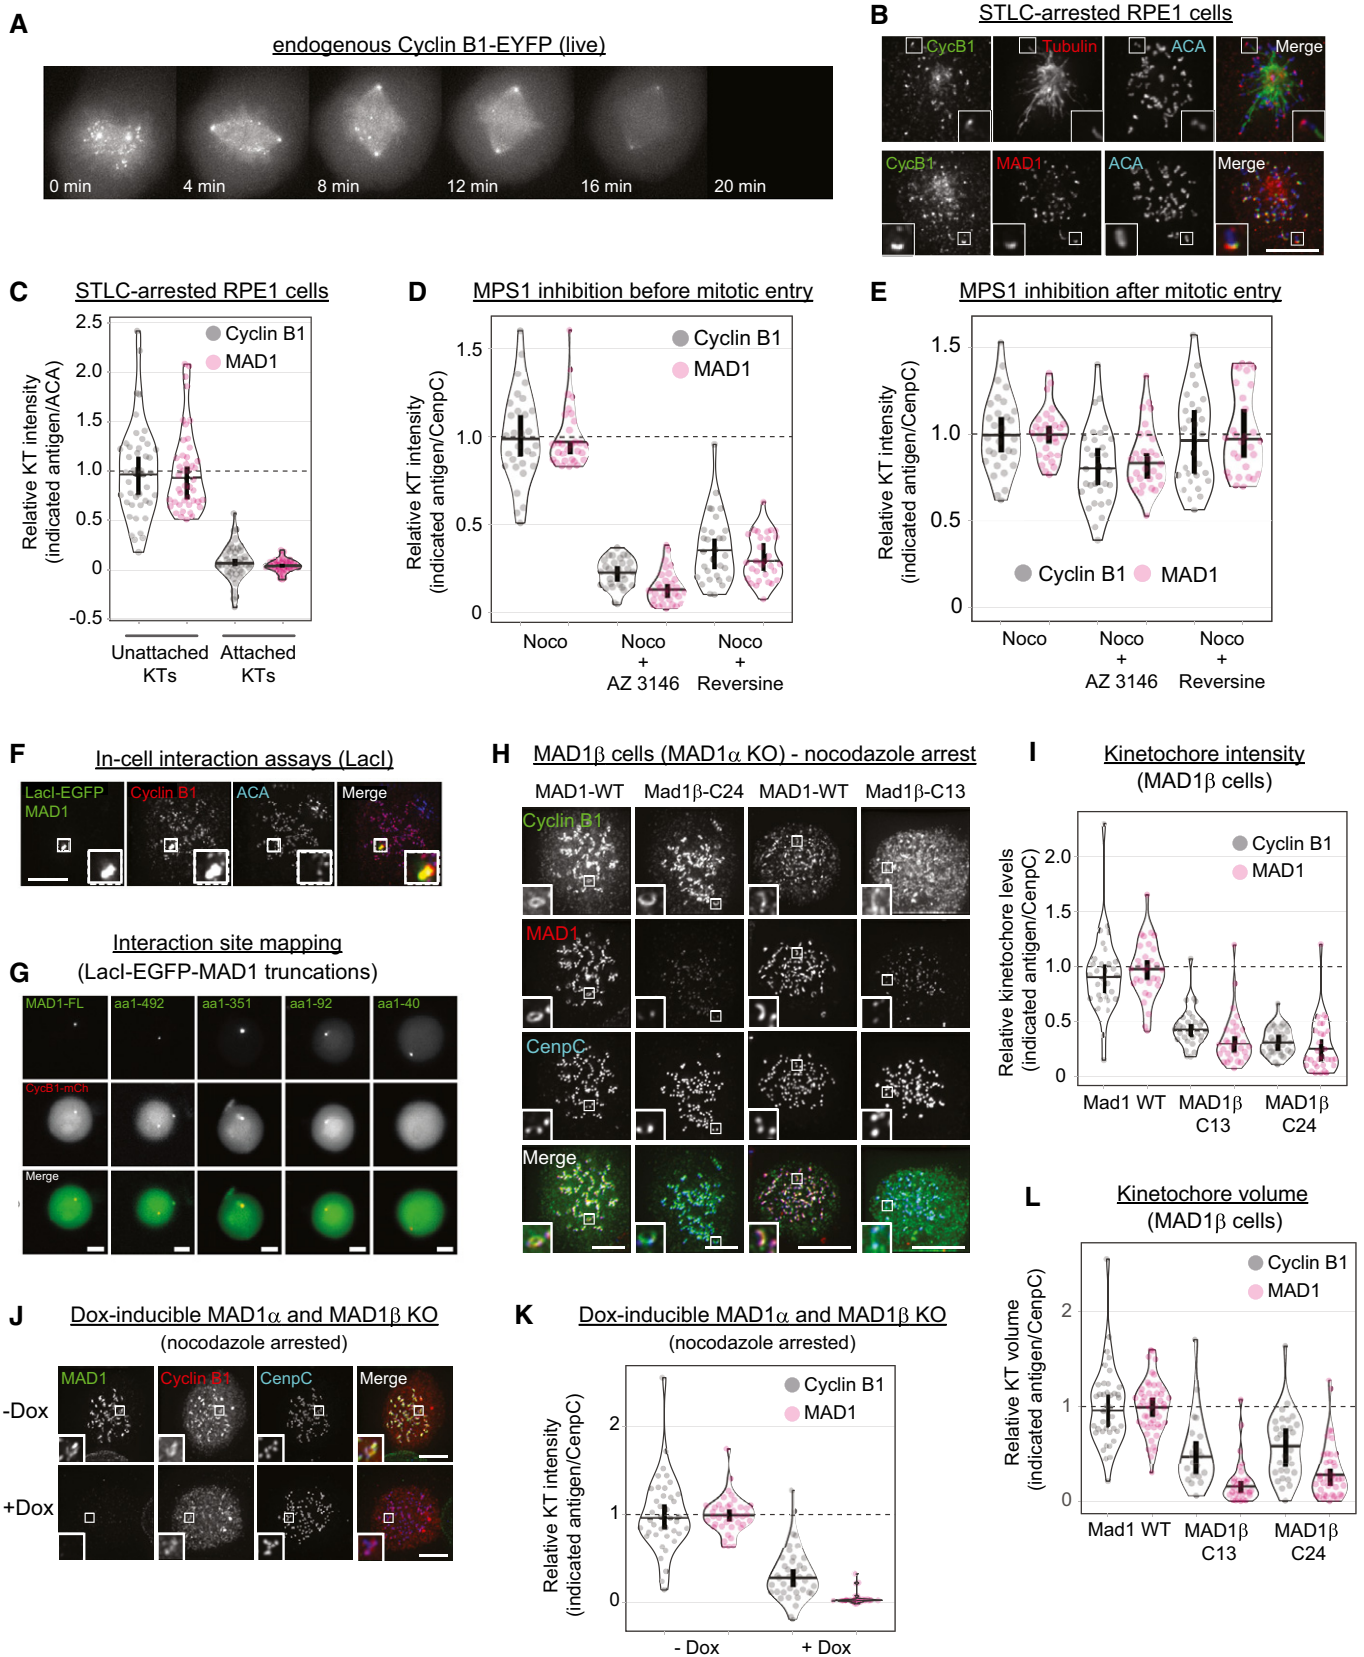 A
endogenous Cyclin B1-EYFP (live)
0 min
4 min
8 min
12 min
16 min
20 min
B
STLC-arrested RPE1 cells
CycB1
Tubulin
ACA
Merge
CycB1
MAD1
ACA
Merge
C
STLC-arrested RPE1 cells
Relative KT intensity
(indicated antigen/ACA)
2.5
2.0
1.5
1.0
0.5
0
-0.5
Cyclin B1
MAD1
Unattached
KTs
Attached
KTs
D
MPS1 inhibition before mitotic entry
Relative KT intensity
(indicated antigen/CenpC)
1.5
1.0
0.5
0
Cyclin B1
MAD1
Noco
Noco
+
AZ 3146
Noco
+
Reversine
E
MPS1 inhibition after mitotic entry
Relative KT intensity
(indicated antigen/CenpC)
1.5
1.0
0.5
0
Cyclin B1
MAD1
Noco
Noco
+
AZ 3146
Noco
+
Reversine
F
In-cell interaction assays (LacI)
LacI-EGFP
MAD1
Cyclin B1
ACA
Merge
G
Interaction site mapping
(LacI-EGFP-MAD1 truncations)
MAD1-FL
aa1-492
aa1-351
aa1-92
aa1-40
CycB1-mCh
Merge
H
MAD1β cells (MAD1α KO) - nocodazole arrest
MAD1-WT
Mad1β-C24
MAD1-WT
Mad1β-C13
Cyclin B1
MAD1
CenpC
Merge
I
Kinetochore intensity
(MAD1β cells)
Relative kinetochore levels
(indicated antigen/CenpC)
2.0
1.5
1.0
0.5
0
Cyclin B1
MAD1
Mad1 WT
MAD1β
C13
MAD1β
C24
J
Dox-inducible MAD1α and MAD1β KO
(nocodazole arrested)
MAD1
Cyclin B1
CenpC
Merge
-Dox
+Dox
K
Dox-inducible MAD1α and MAD1β KO
(nocodazole arrested)
Relative KT intensity
(indicated antigen/CenpC)
2
1
0
Cyclin B1
MAD1
- Dox
+ Dox
L
Kinetochore volume
(MAD1β cells)
Relative KT volume
(indicated antigen/CenpC)
2
1
0
Cyclin B1
MAD1
Mad1 WT
MAD1β
C13
MAD1β
C24